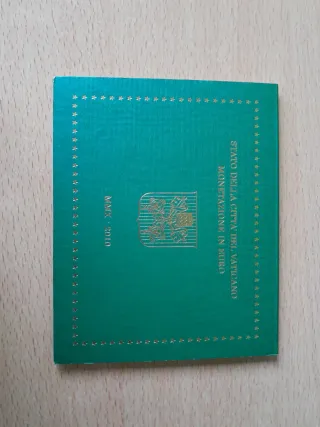 STATO DELLA CITTÀ DEL VATICANO
MONETAZIONE IN EURO
MMX - 2010